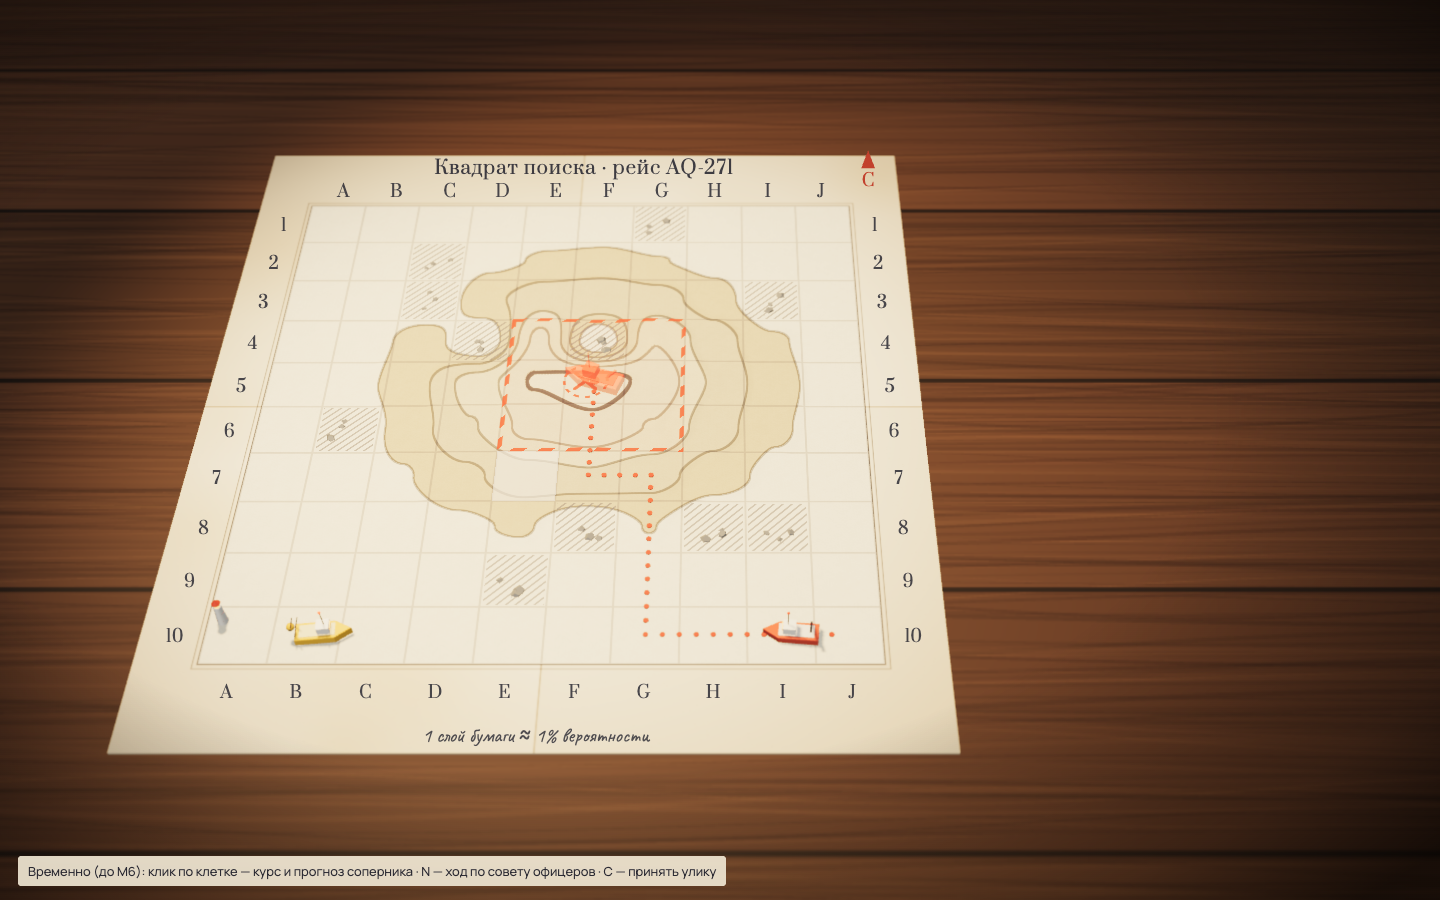 Квадрат поиска · рейс AQ-271
С
A B C D E F G H I J
1 1
2 2
3 3
4 4
5 5
6 6
7 7
8 8
9 9
10 10
A B C D E F G H I J
1 слой бумаги ≈ 1% вероятности
Временно (до М6): клик по клетке — курс и прогноз соперника · N — ход по совету офицеров · C — принять улику